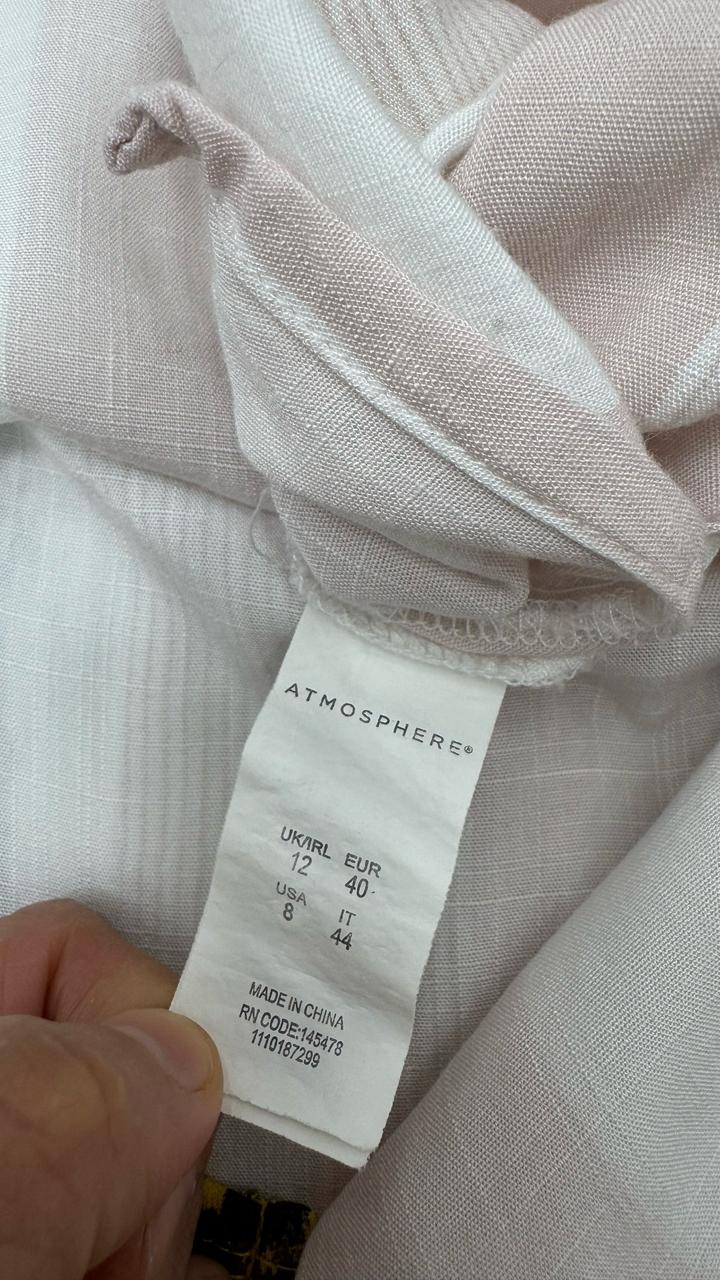 ATMOSPHERE®
UK/IRL EUR
12 40
USA IT
8 44
MADE IN CHINA
RN CODE:145478
1110187299